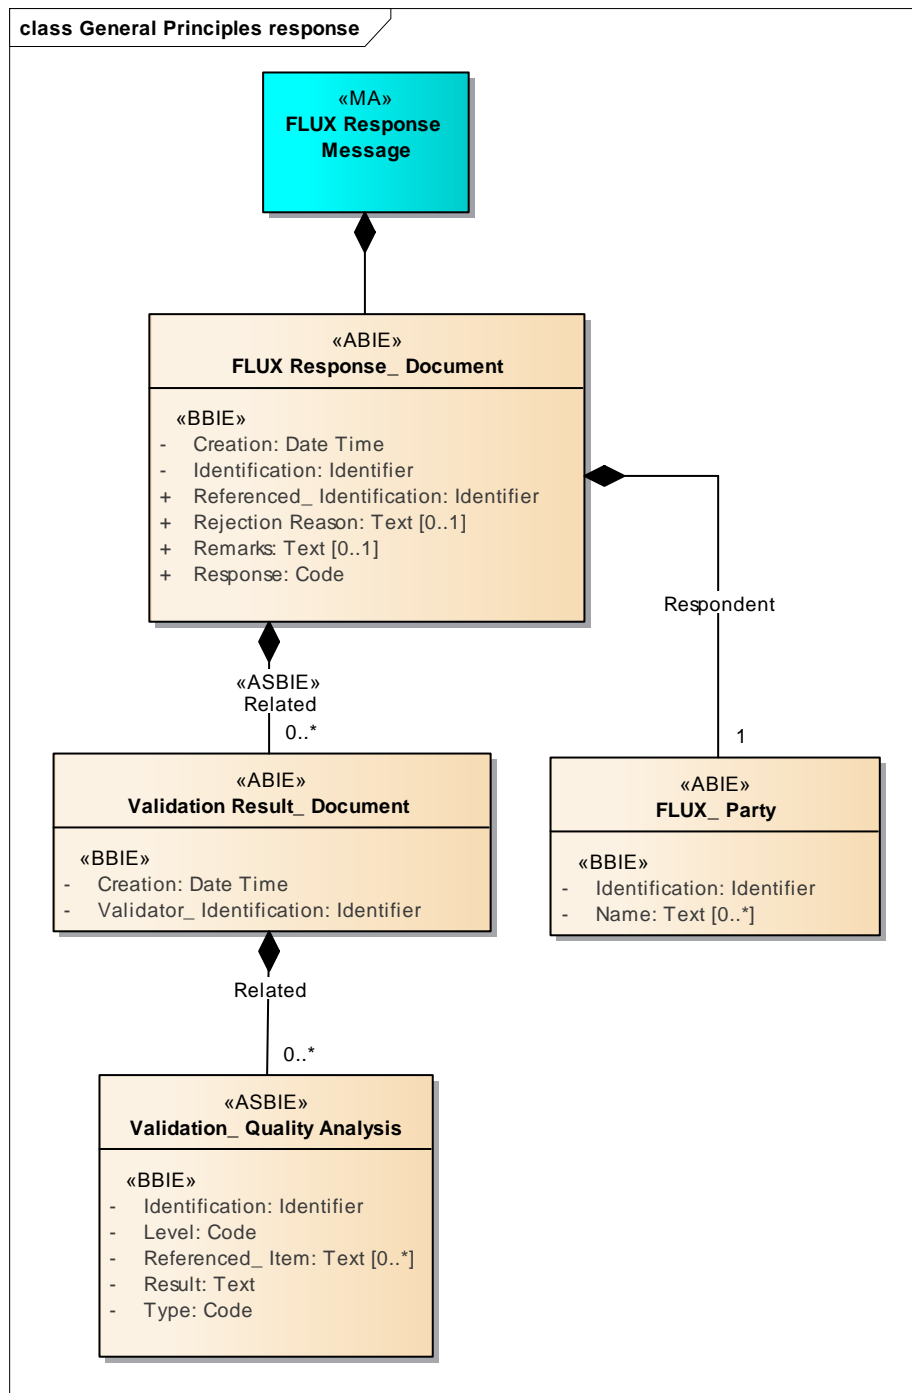 class General Principles response
«MA»
FLUX Response
Message
«ABIE»
FLUX Response_ Document
«BBIE»
- Creation: Date Time
- Identification: Identifier
+ Referenced_ Identification: Identifier
+ Rejection Reason: Text [0..1]
+ Remarks: Text [0..1]
+ Response: Code
Respondent
1
«ASBIE»
Related
0..*
«ABIE»
Validation Result_ Document
«BBIE»
- Creation: Date Time
- Validator_ Identification: Identifier
«ABIE»
FLUX_ Party
«BBIE»
- Identification: Identifier
- Name: Text [0..*]
Related
0..*
«ASBIE»
Validation_ Quality Analysis
«BBIE»
- Identification: Identifier
- Level: Code
- Referenced_ Item: Text [0..*]
- Result: Text
- Type: Code